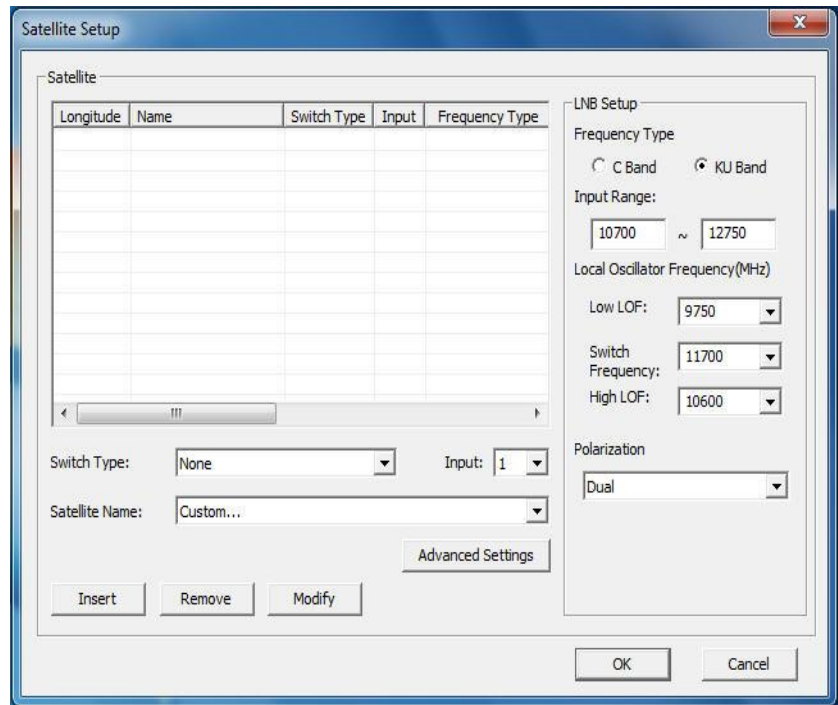 Satellite Setup
Satellite
Longitude Name Switch Type Input Frequency Type
Switch Type: None Input: 1
Satellite Name: Custom...
Advanced Settings
Insert Remove Modify
LNB Setup
Frequency Type
C Band KU Band
Input Range:
10700 ~ 12750
Local Oscillator Frequency(MHz)
Low LOF: 9750
Switch
Frequency: 11700
High LOF: 10600
Polarization
Dual
OK Cancel